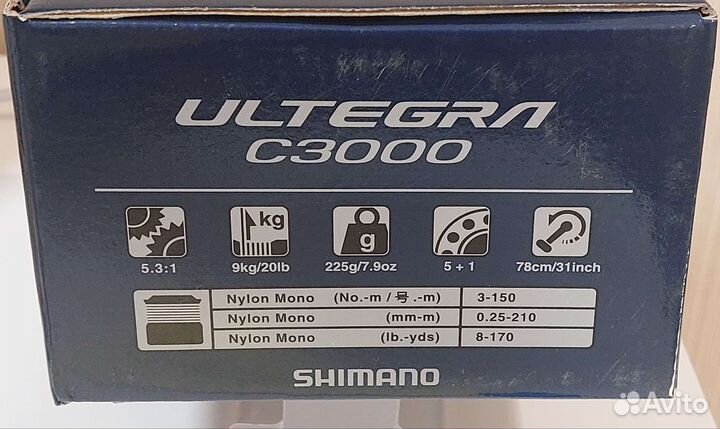 ULTEGRA
C3000
kg
g
5.3:1 9kg/20lb 225g/7.9oz 5 + 1 78cm/31inch
Nylon Mono (No.-m / 号.-m) 3-150
Nylon Mono (mm-m) 0.25-210
Nylon Mono (lb.-yds) 8-170
SHIMANO
Avito